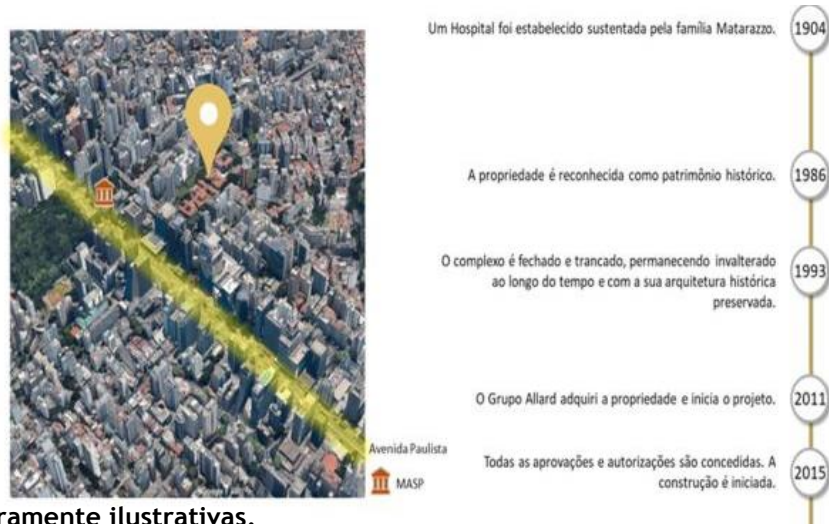 Um Hospital foi estabelecido sustentada pela família Matarazzo.
1904
A propriedade é reconhecida como patrimônio histórico.
1986
O complexo é fechado e trancado, permanecendo invalterado
ao longo do tempo e com a sua arquitetura histórica
preservada.
1993
O Grupo Allard adquiri a propriedade e inicia o projeto.
2011
Avenida Paulista
MASP
Todas as aprovações e autorizações são concedidas. A
construção é iniciada.
2015
ramente ilustrativas.